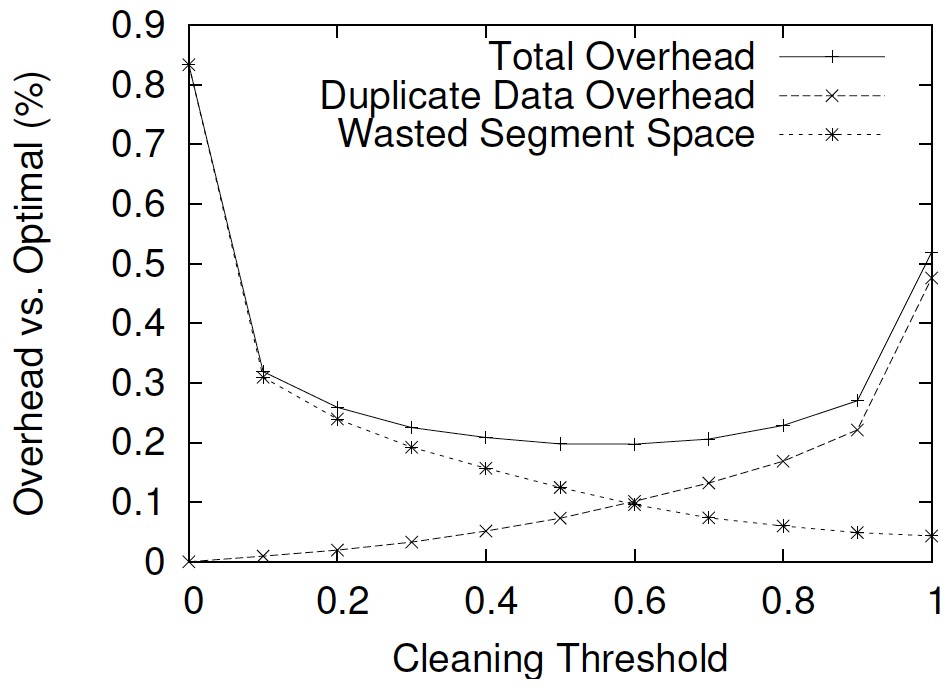 Overhead vs. Optimal (%)
0.9
0.8
0.7
0.6
0.5
0.4
0.3
0.2
0.1
0
Total Overhead
Duplicate Data Overhead
Wasted Segment Space
0 0.2 0.4 0.6 0.8 1
Cleaning Threshold